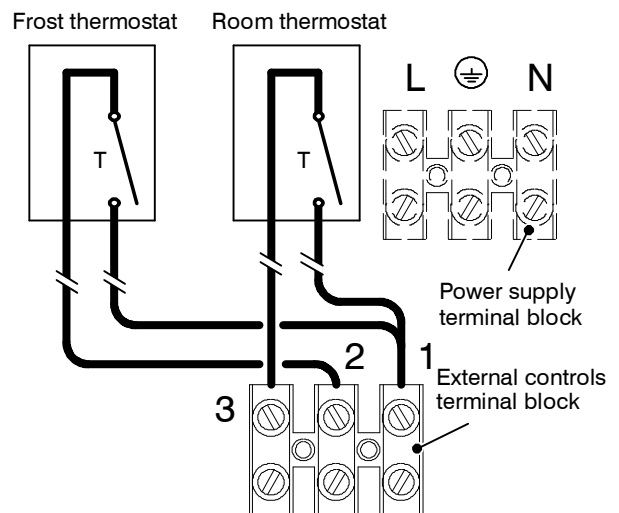 Frost thermostat
Room thermostat
L
N
T
T
Power supply
terminal block
1
2
3
External controls
terminal block